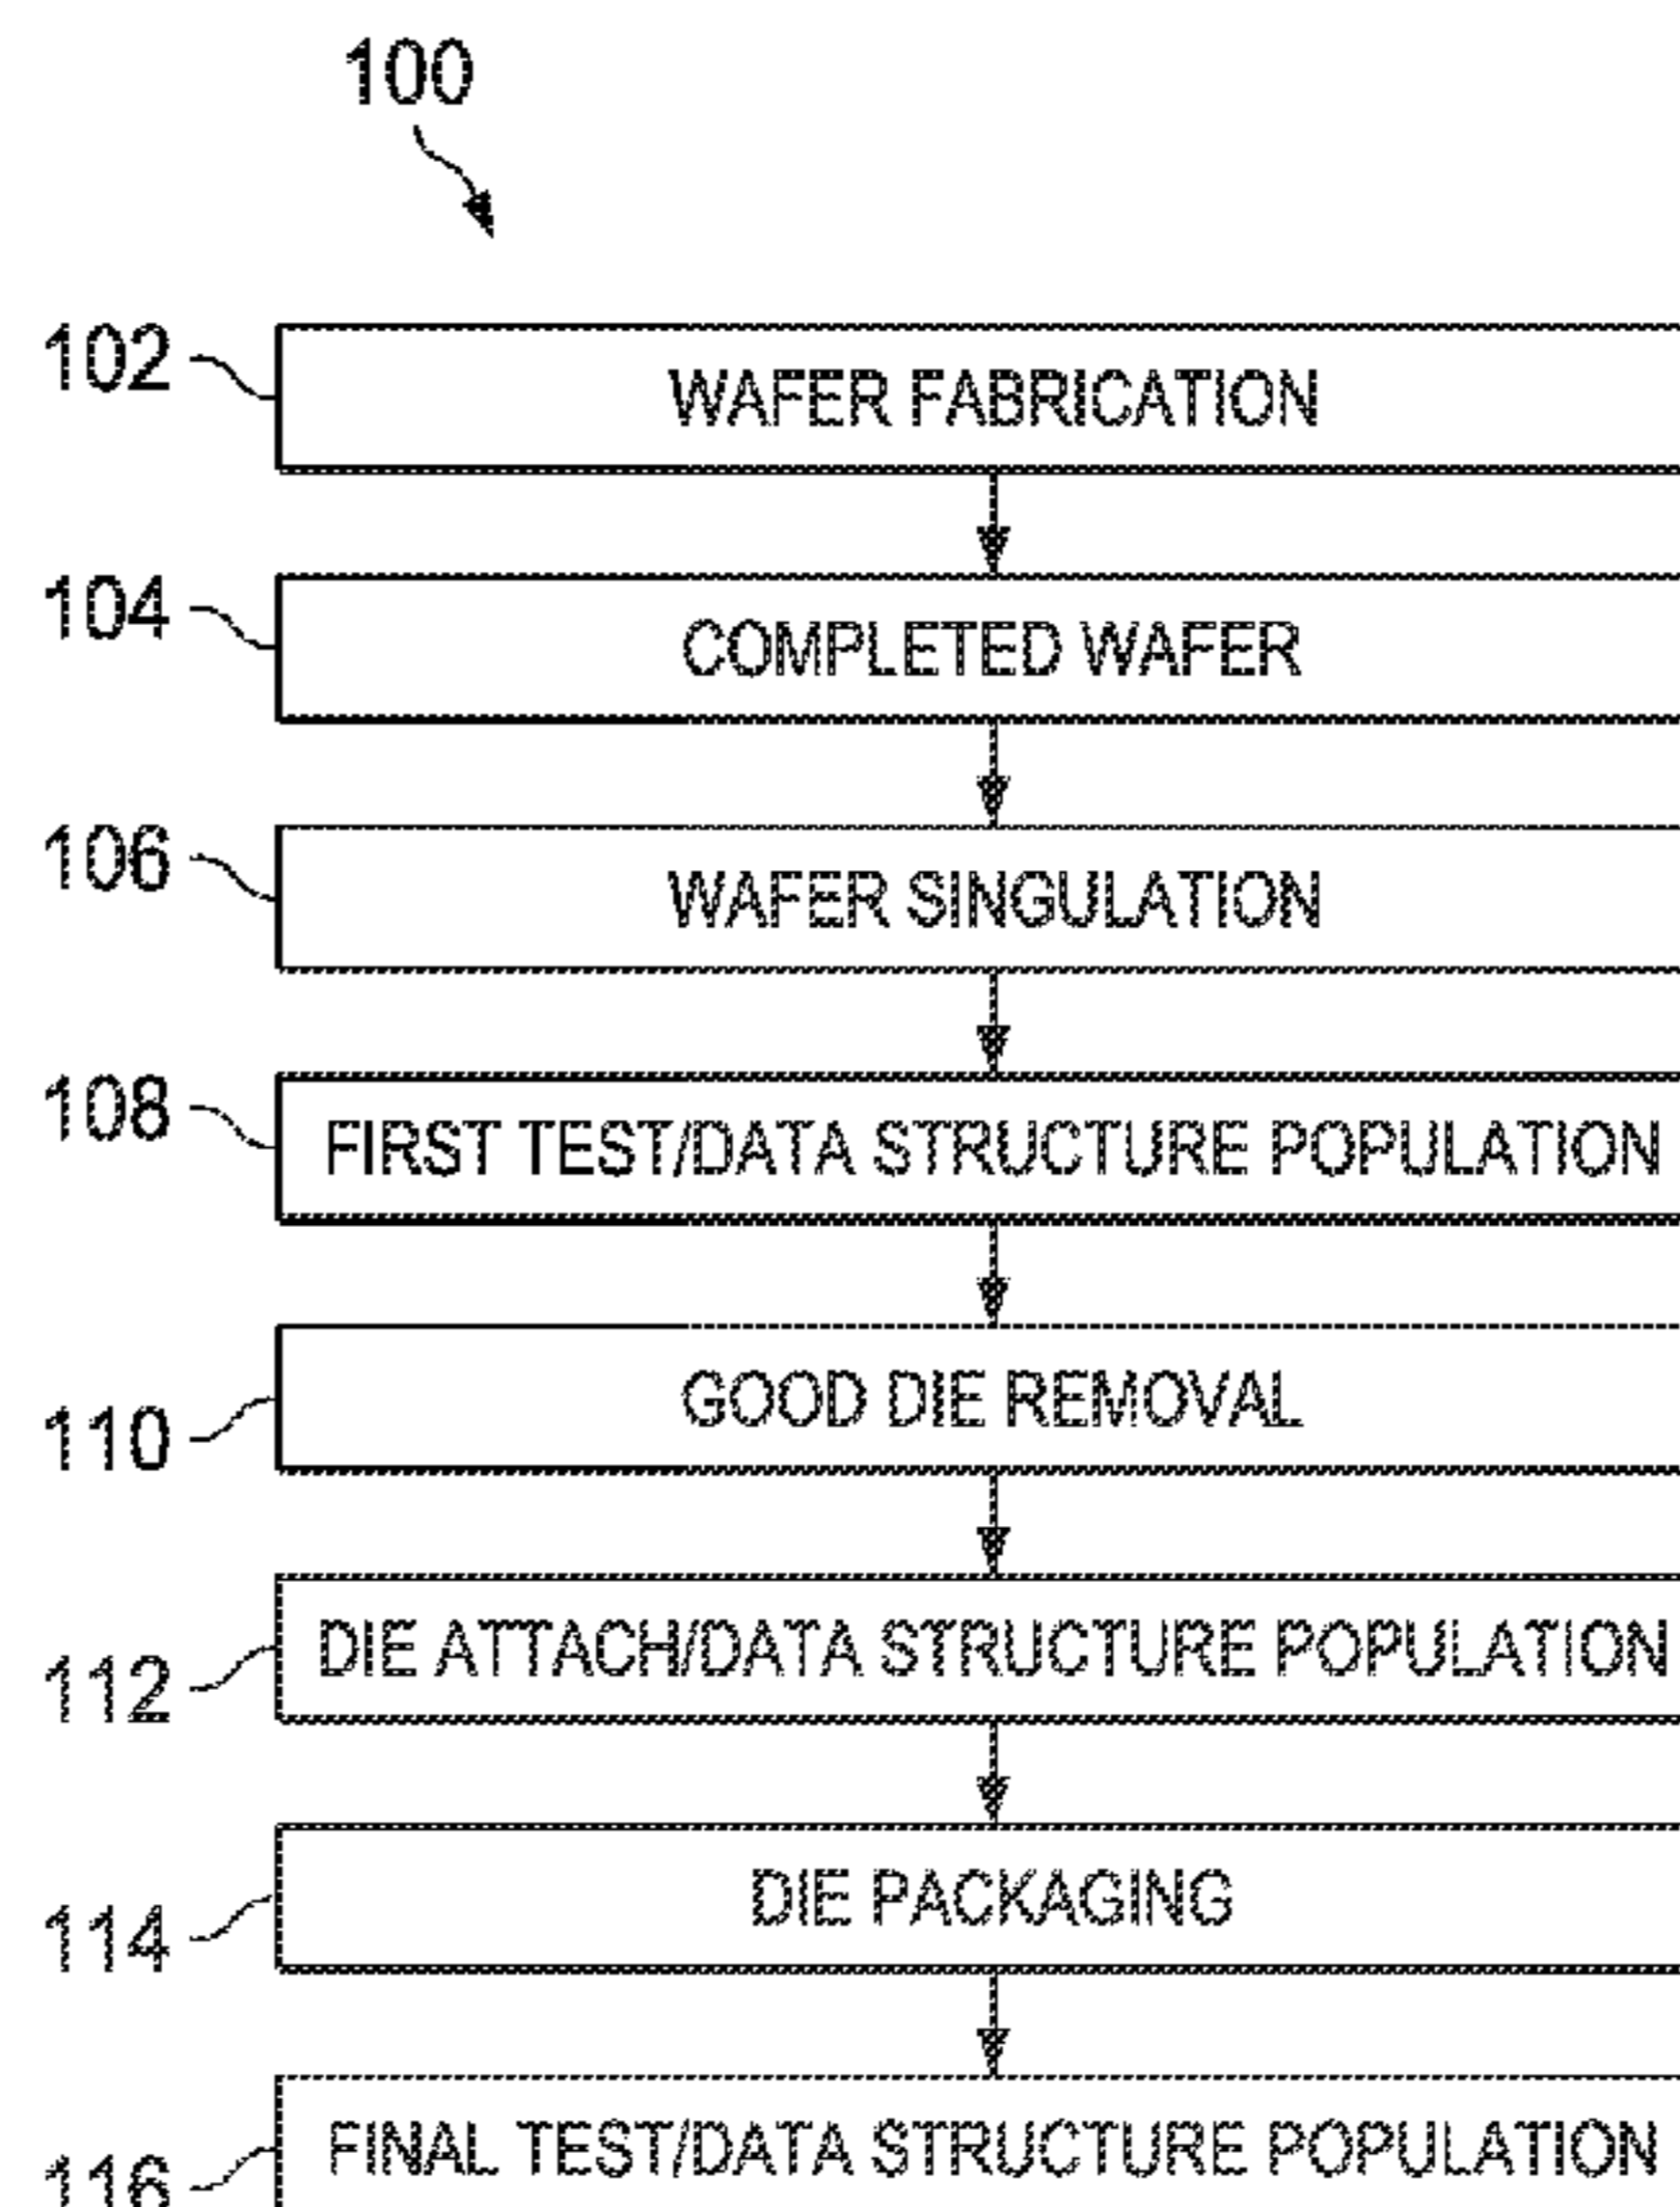 100
102 WAFER FABRICATION
104 COMPLETED WAFER
106 WAFER SINGULATION
108 FIRST TEST/DATA STRUCTURE POPULATION
110 GOOD DIE REMOVAL
112 DIE ATTACH/DATA STRUCTURE POPULATION
114 DIE PACKAGING
116 FINAL TEST/DATA STRUCTURE POPULATION